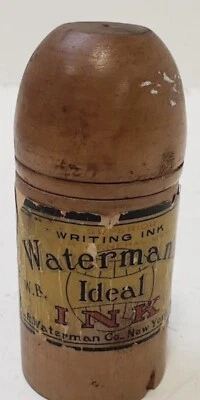 WRITING INK
Waterman
W.B. Ideal
INK
Waterman Co. New York